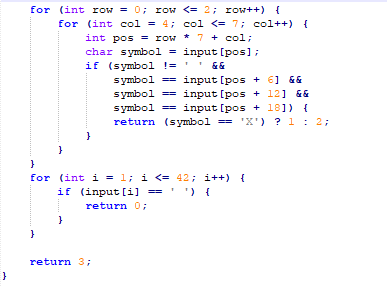 for (int row = 0; row <= 2; row++) {
for (int col = 4; col <= 7; col++) {
int pos = row * 7 + col;
char symbol = input[pos];
if (symbol != ' ' &&
symbol == input[pos + 6] &&
symbol == input[pos + 12] &&
symbol == input[pos + 18]) {
return (symbol == 'X') ? 1 : 2;
}
}
}
for (int i = 1; i <= 42; i++) {
if (input[i] == ' ') {
return 0;
}
}
return 3;
}